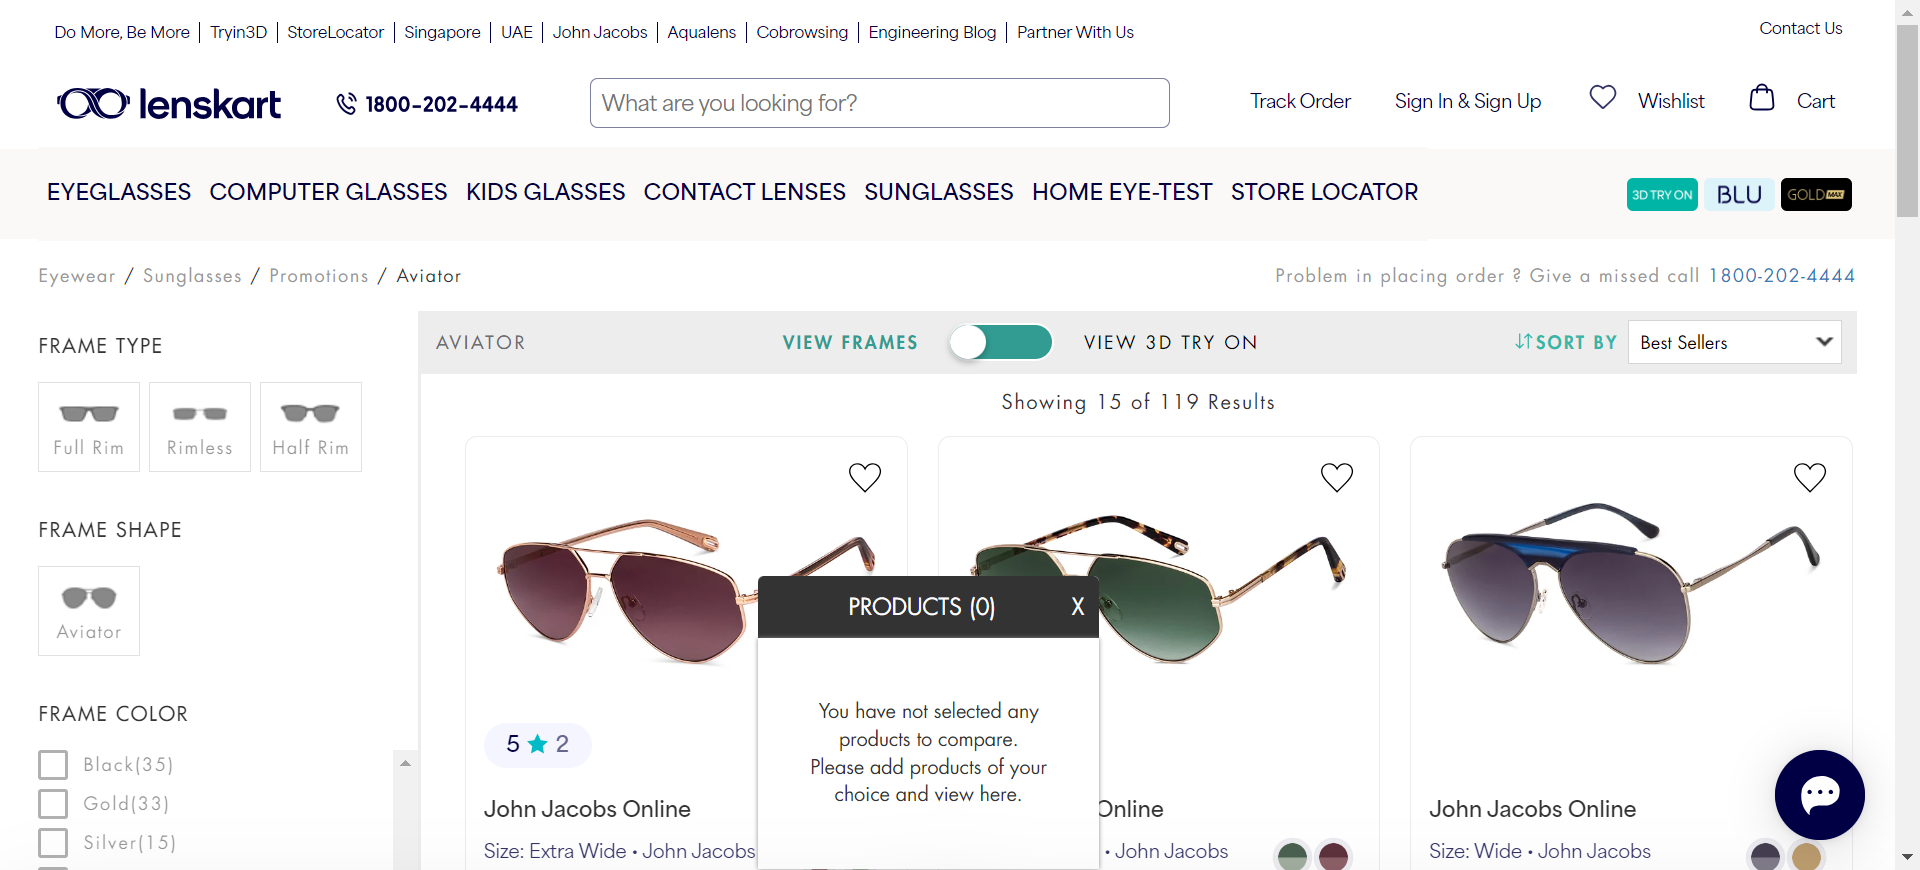 Do More, Be More
Tryin3D
StoreLocator
Singapore
UAE
John Jacobs
Aqualens
Cobrowsing
Engineering Blog
Partner With Us
Contact Us
lenskart
1800-202-4444
What are you looking for?
Track Order
Sign In & Sign Up
Wishlist
Cart
EYEGLASSES
COMPUTER GLASSES
KIDS GLASSES
CONTACT LENSES
SUNGLASSES
HOME EYE-TEST
STORE LOCATOR
3D TRY ON
BLU
GOLD MAX
Eyewear / Sunglasses / Promotions / Aviator
Problem in placing order ? Give a missed call 1800-202-4444
FRAME TYPE
Full Rim
Rimless
Half Rim
FRAME SHAPE
Aviator
FRAME COLOR
Black(35)
Gold(33)
Silver(15)
AVIATOR
VIEW FRAMES
VIEW 3D TRY ON
SORT BY
Best Sellers
Showing 15 of 119 Results
5 ★ 2
John Jacobs Online
Size: Extra Wide • John Jacobs
PRODUCTS (0)
X
You have not selected any
products to compare.
Please add products of your
choice and view here.
Online
• John Jacobs
John Jacobs Online
Size: Wide • John Jacobs